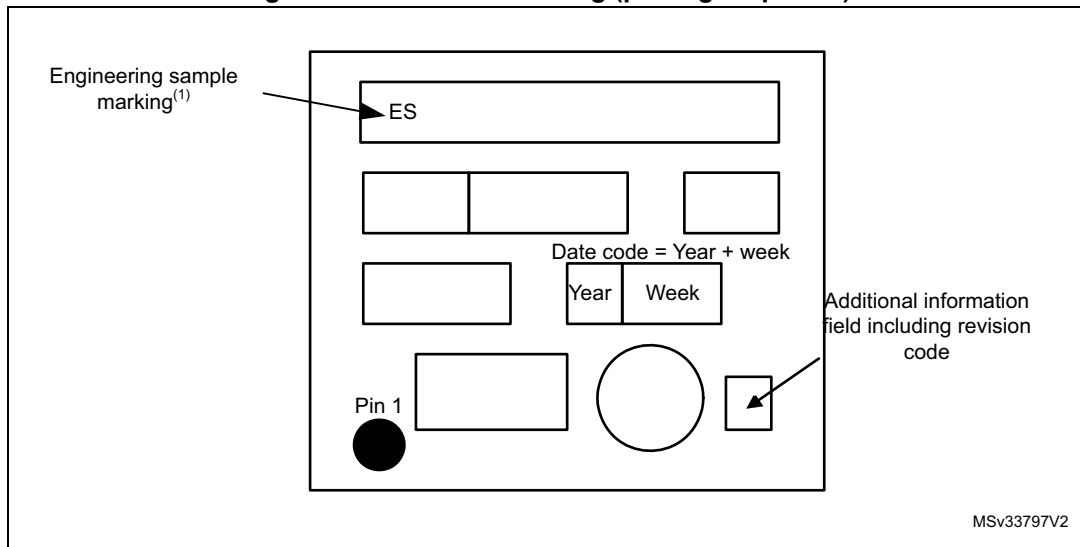 Engineering sample
marking(1)
ES
Date code = Year + week
Year Week
Additional information
field including revision
code
Pin 1
MSv33797V2